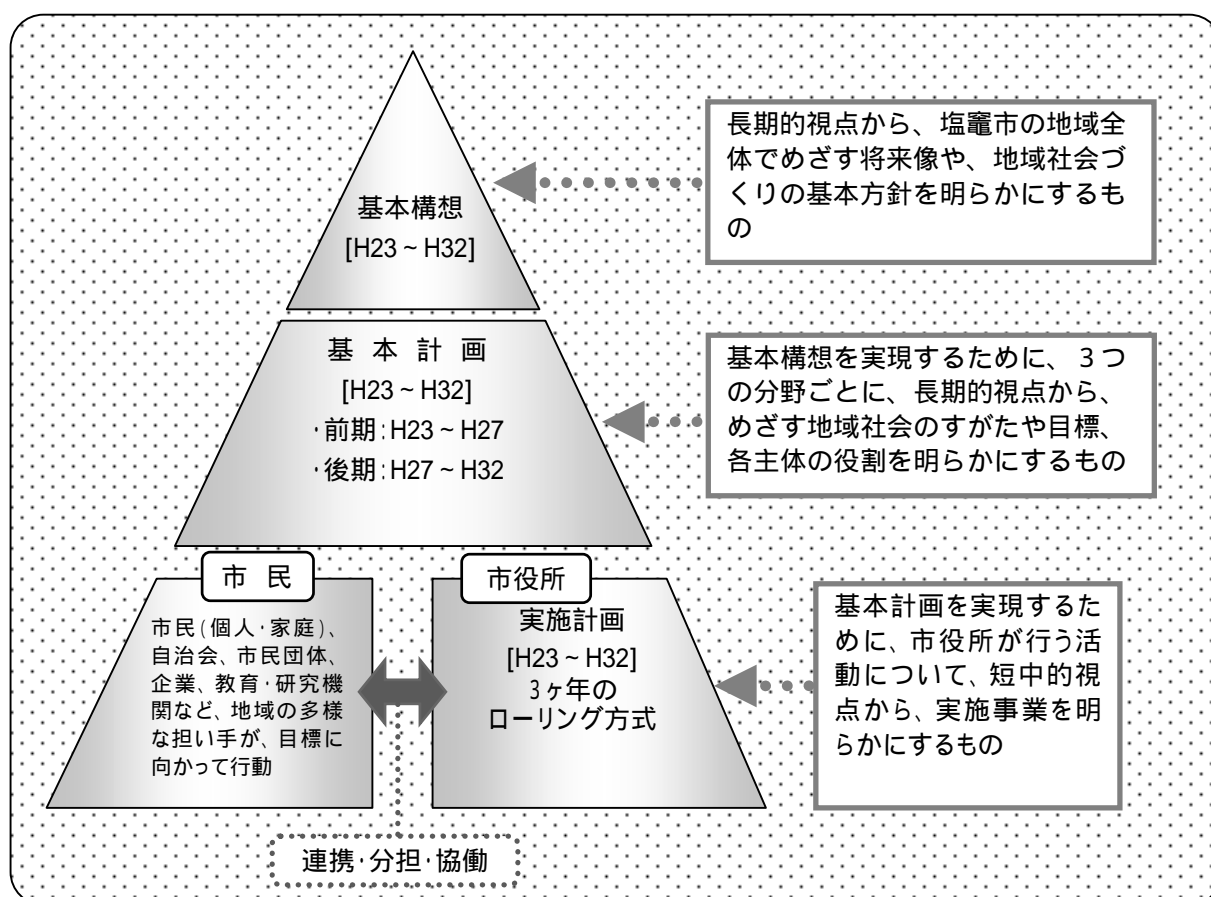 基本構想
[H23～H32]
長期的視点から、塩竈市の地域全
体でめざす将来像や、地域社会づ
くりの基本方針を明らかにするも
の
基本計画
[H23～H32]
・前期:H23～H27
・後期:H27～H32
基本構想を実現するために、３つ
の分野ごとに、長期的視点から、
めざす地域社会のすがたや目標、
各主体の役割を明らかにするもの
市民
市民(個人・家庭)、
自治会、市民団体、
企業、教育・研究機
関など、地域の多様
な担い手が、目標に
向かって行動
市役所
実施計画
[H23～H32]
3ヶ年の
ローリング方式
基本計画を実現するた
めに、市役所が行う活
動について、短中的視
点から、実施事業を明
らかにするもの
連携・分担・協働